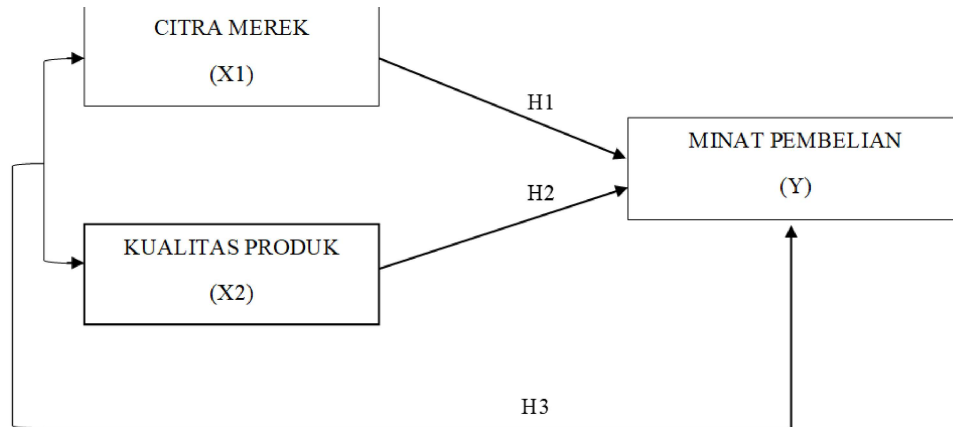 CITRA MEREK
(X1)
H1
MINAT PEMBELIAN
(Y)
H2
KUALITAS PRODUK
(X2)
H3